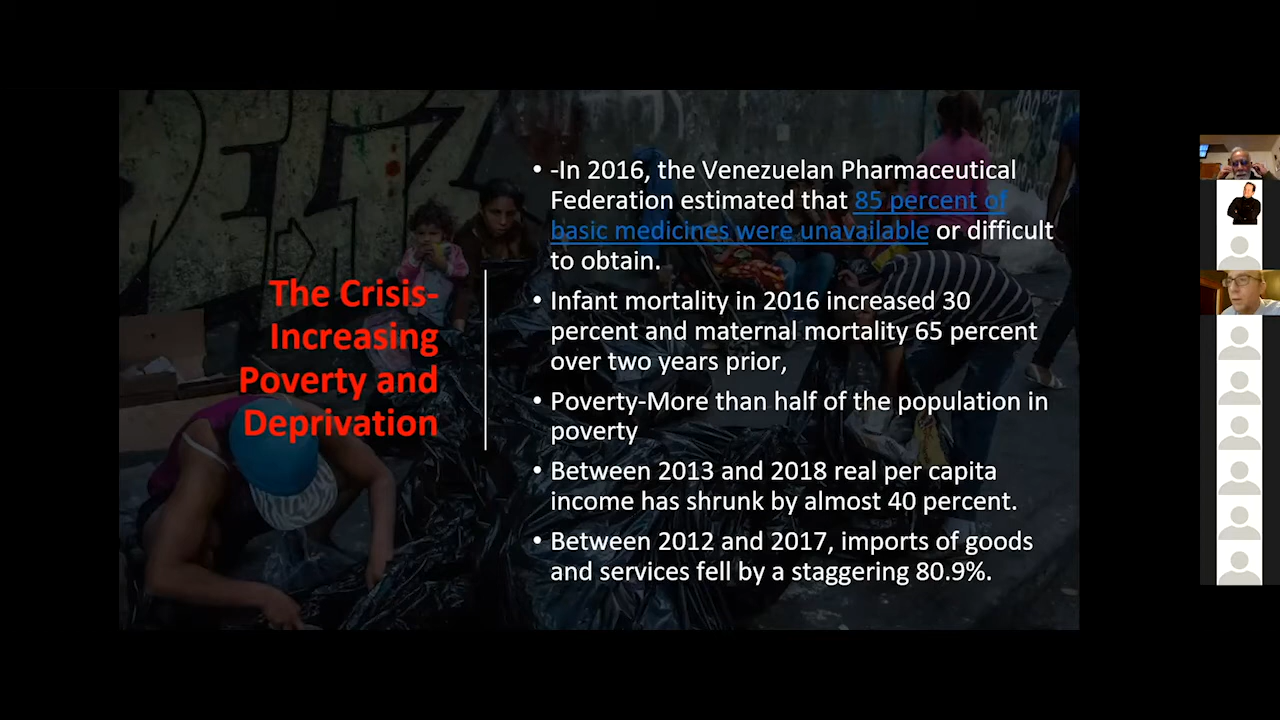 The Crisis-
Increasing
Poverty and
Deprivation
• -In 2016, the Venezuelan Pharmaceutical
Federation estimated that 85 percent of
basic medicines were unavailable or difficult
to obtain.
• Infant mortality in 2016 increased 30
percent and maternal mortality 65 percent
over two years prior,
• Poverty-More than half of the population in
poverty
• Between 2013 and 2018 real per capita
income has shrunk by almost 40 percent.
• Between 2012 and 2017, imports of goods
and services fell by a staggering 80.9%.